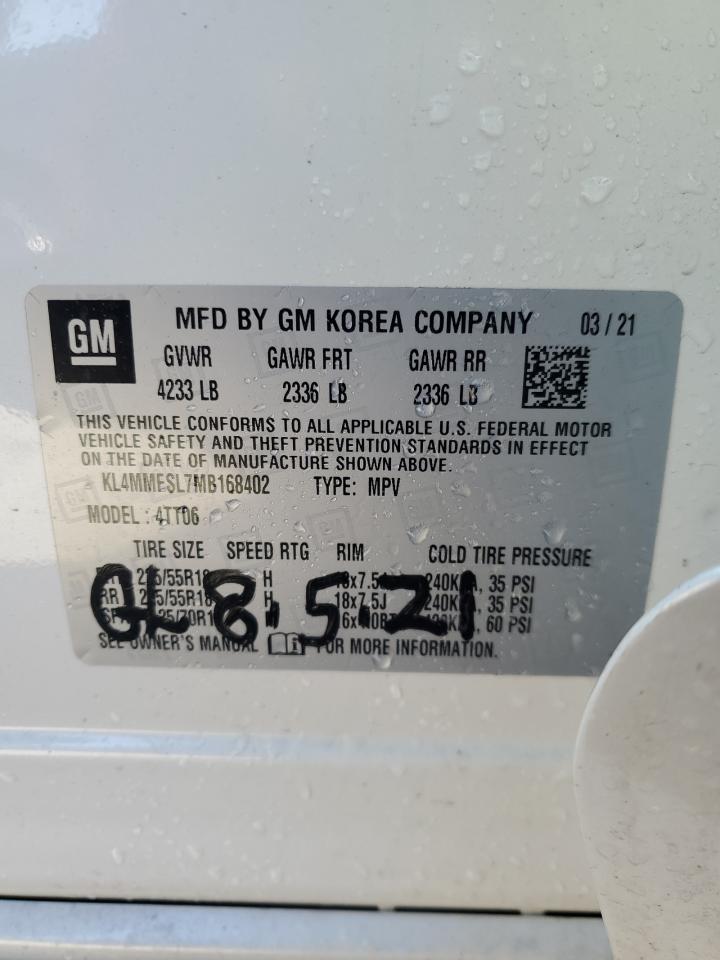 GM MFD BY GM KOREA COMPANY 03/21
GVWR GAWR FRT GAWR RR
4233 LB 2336 LB 2336 LB
THIS VEHICLE CONFORMS TO ALL APPLICABLE U.S. FEDERAL MOTOR
VEHICLE SAFETY AND THEFT PREVENTION STANDARDS IN EFFECT
ON THE DATE OF MANUFACTURE SHOWN ABOVE.
KL4MMESL7MB168402 TYPE: MPV
MODEL: 4TT06
TIRE SIZE SPEED RTG RIM COLD TIRE PRESSURE
H 35 PSI
RR H 18x7.5J 35 PSI
60 PSI
GL 8.5.21
SEE OWNER'S MANUAL FOR MORE INFORMATION.